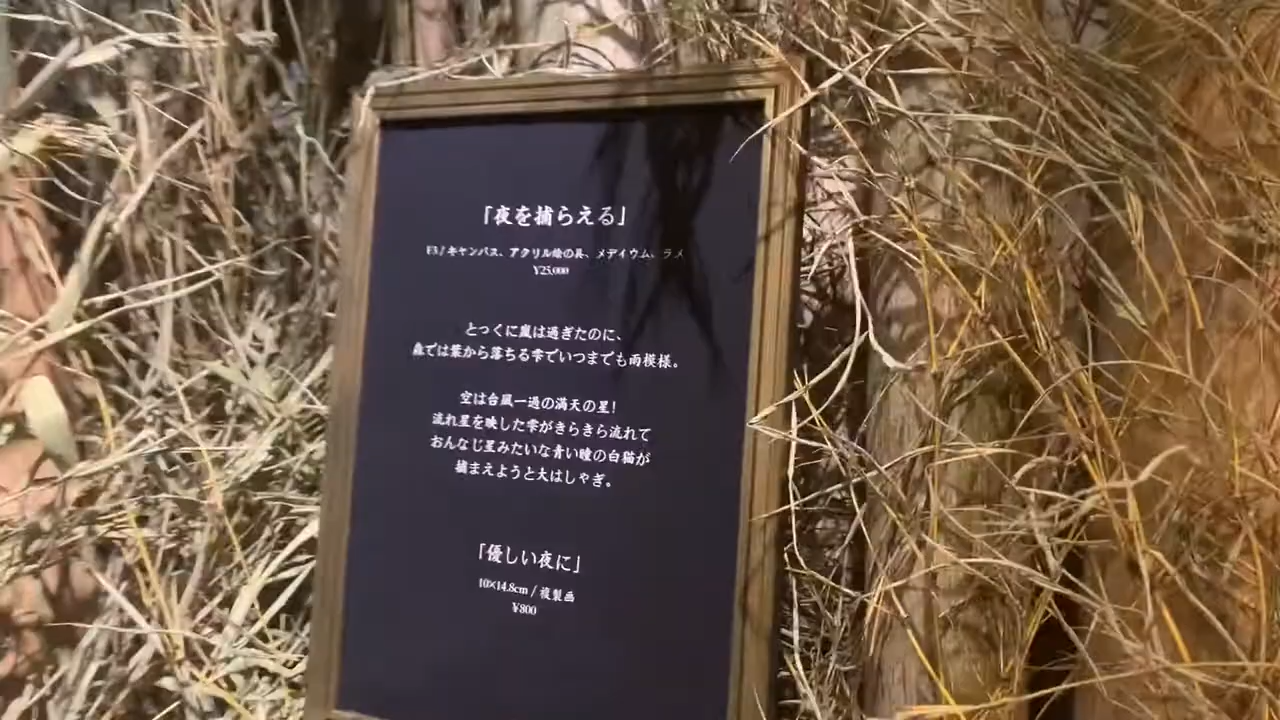 「夜を捕らえる」
F3 / キャンバス、アクリル絵の具、メデイウム、ラメ
¥25,000
とっくに嵐は過ぎたのに、
森では葉から落ちる雫でいつまでも雨模様。
空は台風一過の満天の星！
流れ星を映した雫がきらきら流れて
おんなじ星みたいな青い瞳の白猫が
捕まえようと大はしゃぎ。
「優しい夜に」
10×14.8cm / 複製画
¥800